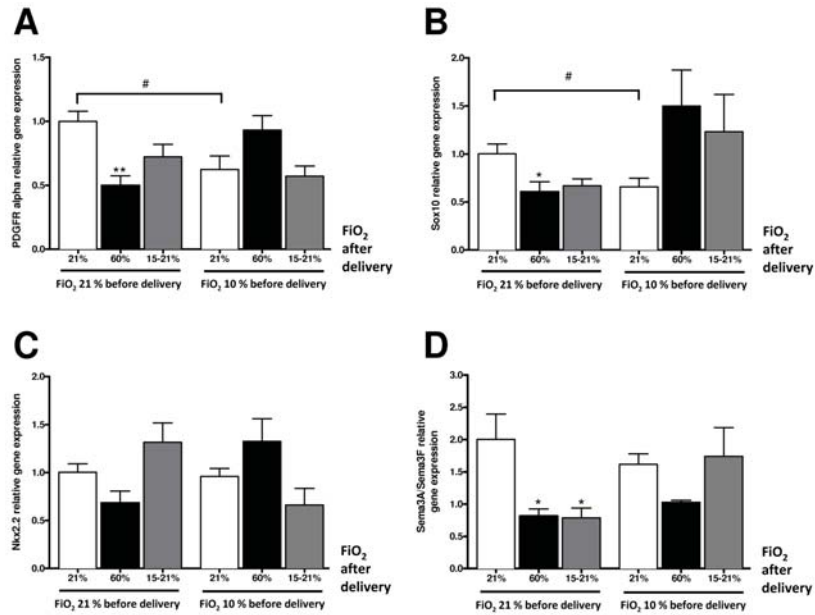 A
PDGFR alpha relative gene expression
1.5
1.0
0.5
0.0
#
**
21% 60% 15-21% 21% 60% 15-21%
FiO2 21 % before delivery FiO2 10 % before delivery
FiO2
after
delivery
B
Sox10 relative gene expression
2.0
1.5
1.0
0.5
0.0
#
*
21% 60% 15-21% 21% 60% 15-21%
FiO2 21 % before delivery FiO2 10 % before delivery
FiO2
after
delivery
C
Nkx2.2 relative gene expression
2.0
1.5
1.0
0.5
0.0
21% 60% 15-21% 21% 60% 15-21%
FiO2 21 % before delivery FiO2 10 % before delivery
FiO2
after
delivery
D
Sema3A/Sema3F relative
gene expression
3.0
2.5
2.0
1.5
1.0
0.5
0.0
* *
21% 60% 15-21% 21% 60% 15-21%
FiO2 21 % before delivery FiO2 10 % before delivery
FiO2
after
delivery